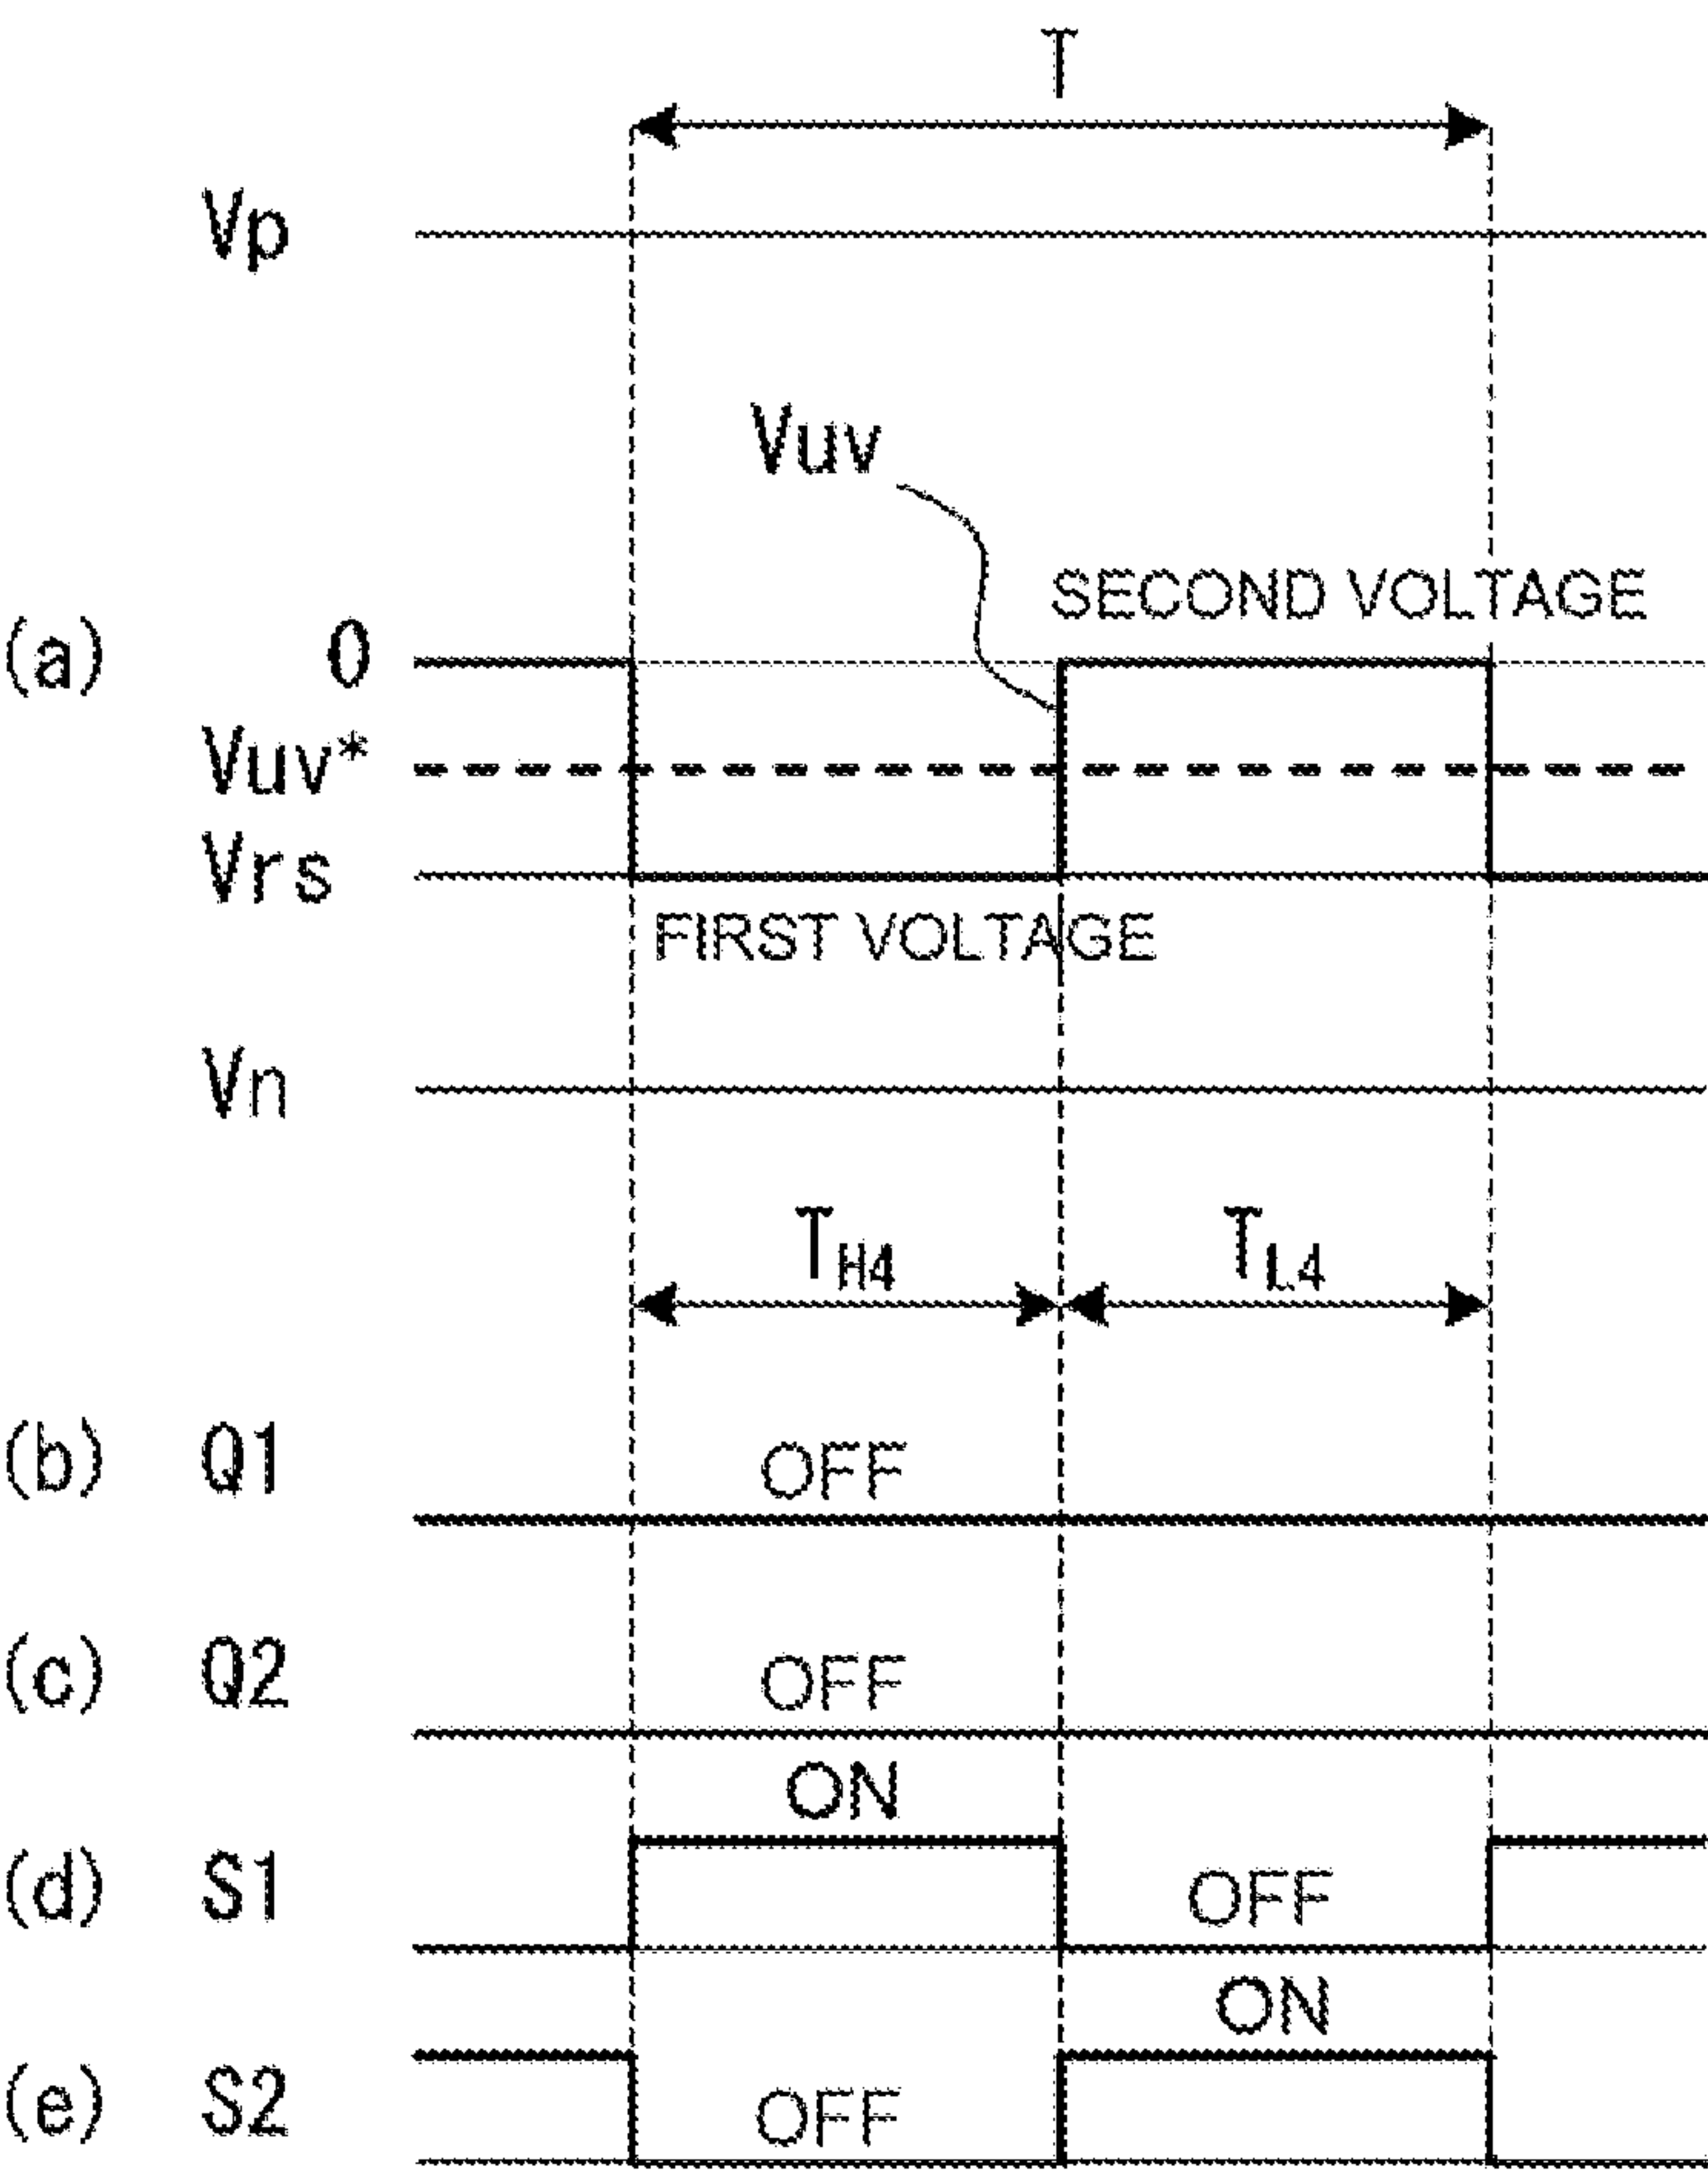 T
Vp
Vuv
SECOND VOLTAGE
(a) 0
Vuv*
Vrs
FIRST VOLTAGE
Vn
TH4 TL4
(b) Q1 OFF
(c) Q2 OFF
ON
(d) S1 OFF
ON
(e) S2 OFF